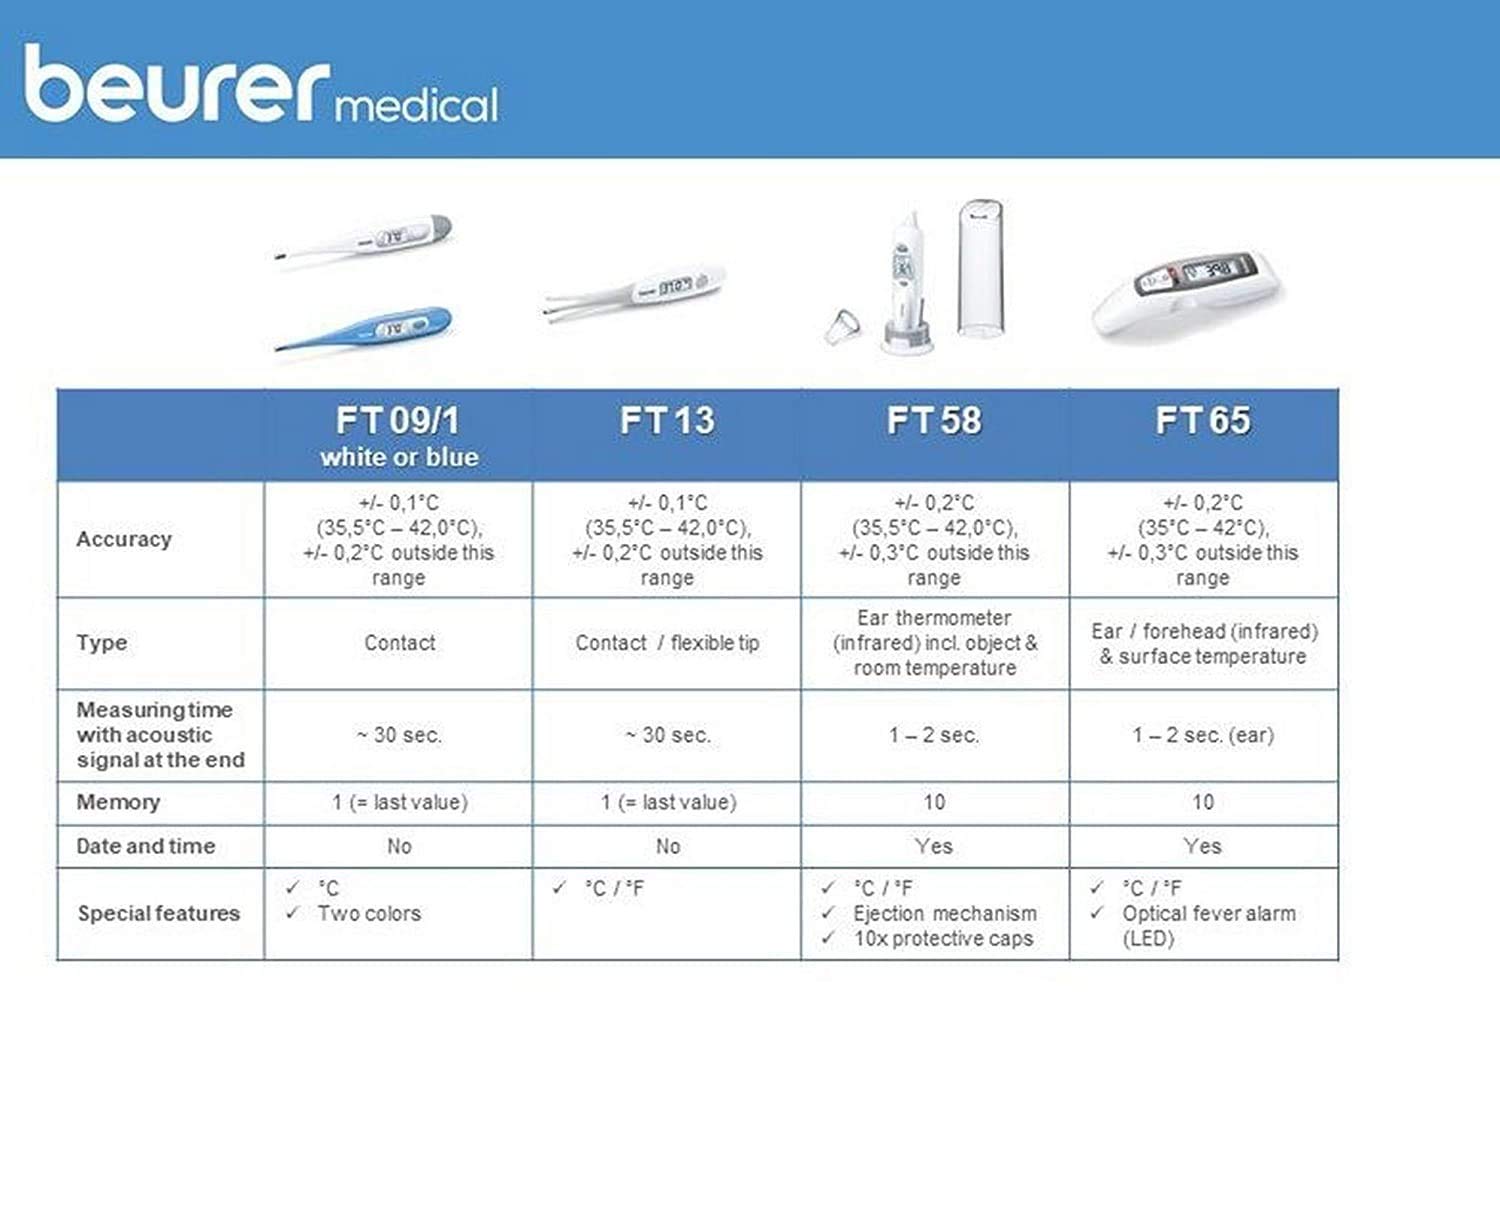 beurer medical
FT 09/1
white or blue
FT 13
FT 58
FT 65
Accuracy
+/- 0,1°C
(35,5°C – 42,0°C),
+/- 0,2°C outside this
range
+/- 0,1°C
(35,5°C – 42,0°C),
+/- 0,2°C outside this
range
+/- 0,2°C
(35,5°C – 42,0°C),
+/- 0,3°C outside this
range
+/- 0,2°C
(35°C – 42°C),
+/- 0,3°C outside this
range
Type
Contact
Contact / flexible tip
Ear thermometer
(infrared) incl. object &
room temperature
Ear / forehead (infrared)
& surface temperature
Measuring time
with acoustic
signal at the end
~ 30 sec.
~ 30 sec.
1 – 2 sec.
1 – 2 sec. (ear)
Memory
1 (= last value)
1 (= last value)
10
10
Date and time
No
No
Yes
Yes
Special features
✓ °C
✓ Two colors
✓ °C / °F
✓ °C / °F
✓ Ejection mechanism
✓ 10x protective caps
✓ °C / °F
✓ Optical fever alarm
(LED)